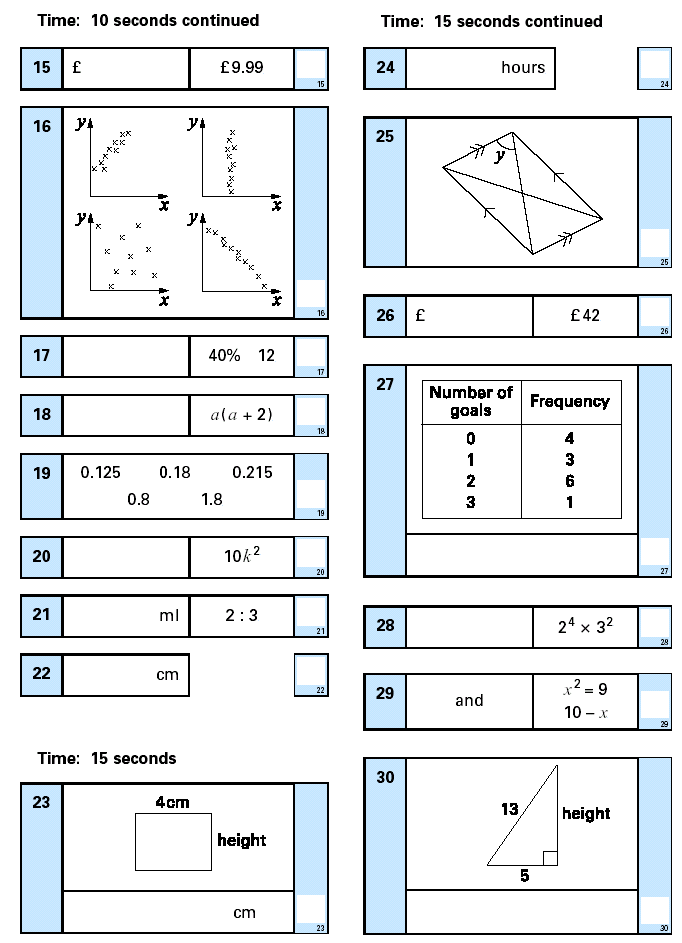 Time: 10 seconds continued
15 £ £9.99 15
16
y y
x x
y y
x x
16
17 40% 12 17
18 a(a + 2) 18
19 0.125 0.18 0.215
0.8 1.8
19
20 10k² 20
21 ml 2 : 3 21
22 cm 22
Time: 15 seconds
23 4cm
height
cm 23
Time: 15 seconds continued
24 hours 24
25
y
25
26 £ £42 26
27
Number of goals Frequency
0 4
1 3
2 6
3 1
27
28 2⁴ × 3² 28
29 and x² = 9
10 – x 29
30
13 height
5
30